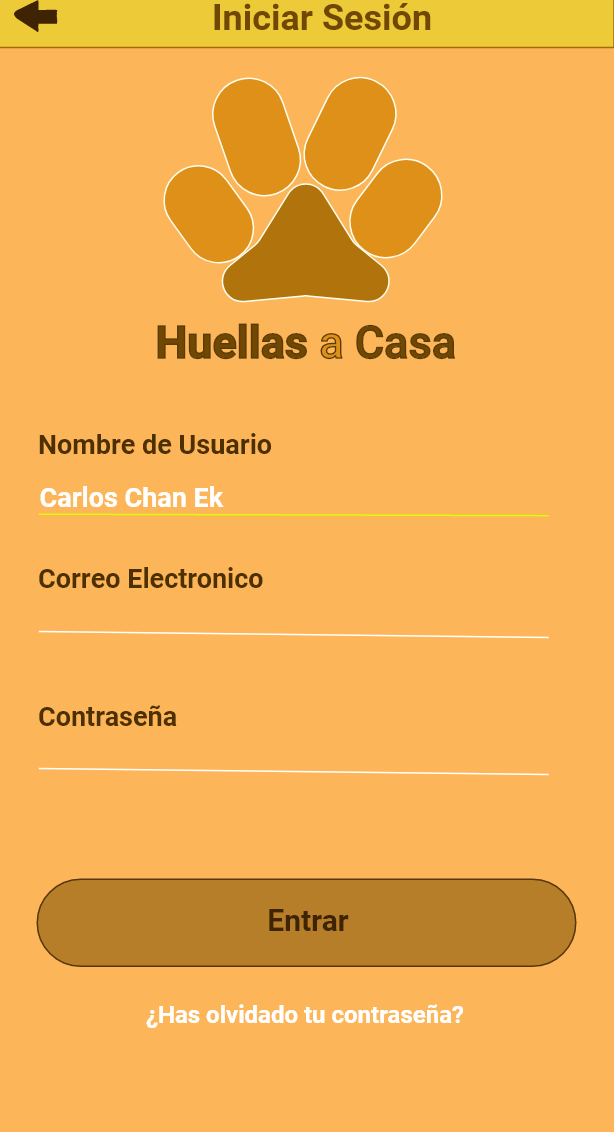 Iniciar Sesión
Huellas a Casa
Nombre de Usuario
Carlos Chan Ek
Correo Electronico
Contraseña
Entrar
¿Has olvidado tu contraseña?